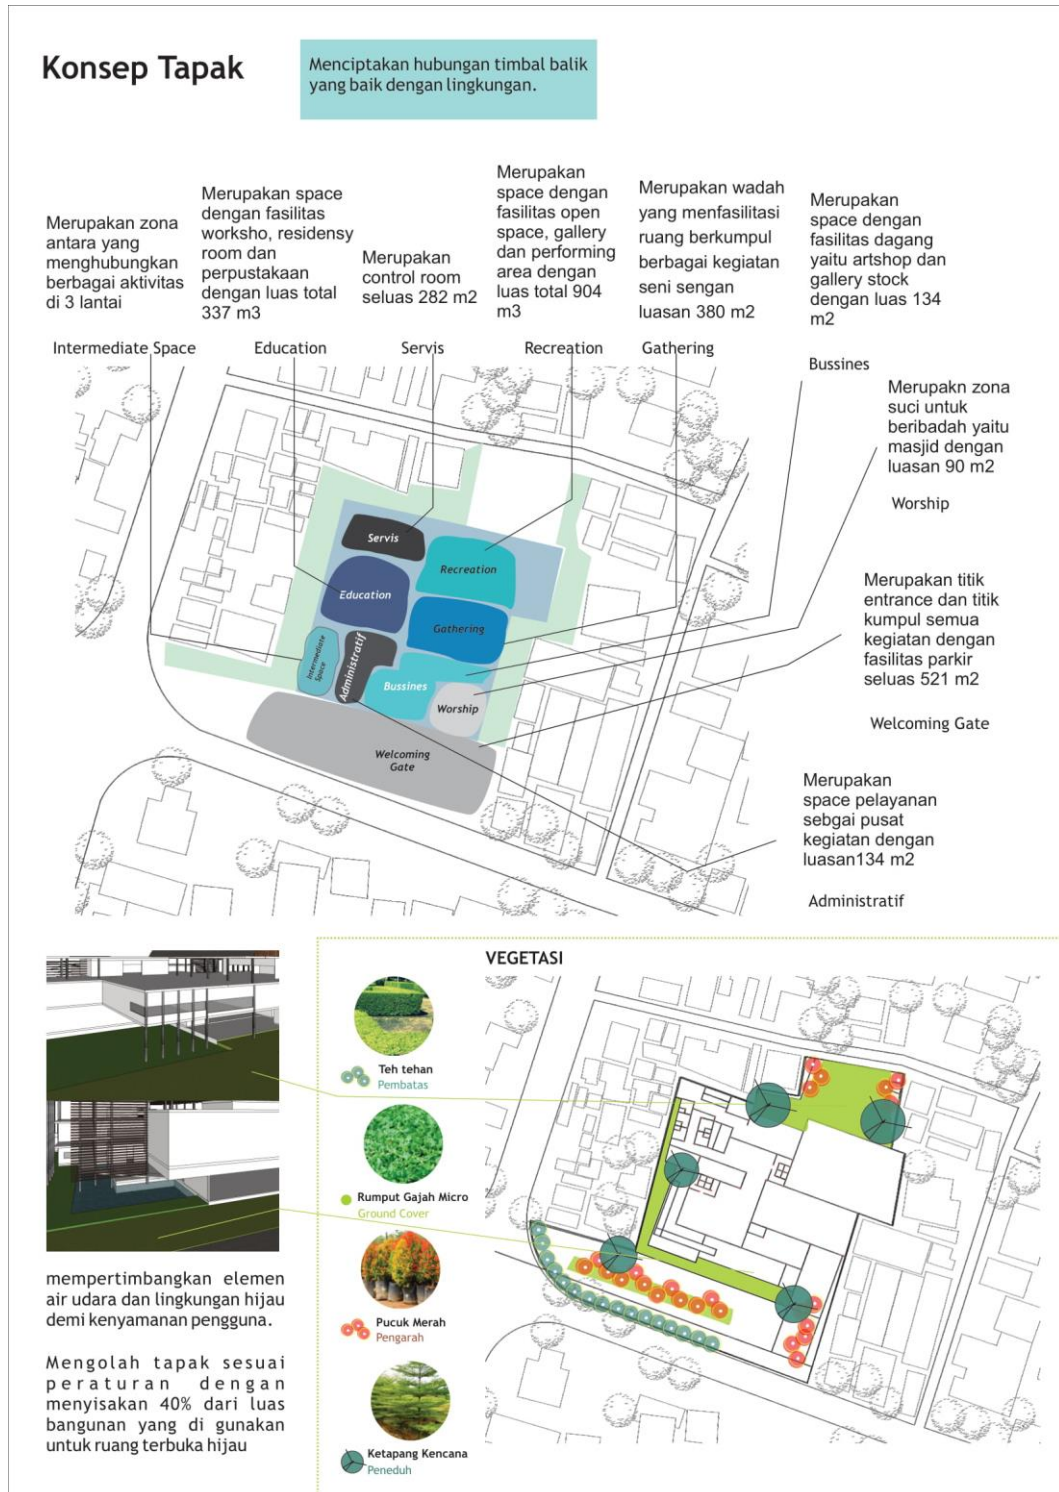 Konsep Tapak
Menciptakan hubungan timbal balik
yang baik dengan lingkungan.
Merupakan zona
antara yang
menghubungkan
berbagai aktivitas
di 3 lantai
Intermediate Space
Merupakan space
dengan fasilitas
worksho, residensy
room dan
perpustakaan
dengan luas total
337 m3
Education
Merupakan
control room
seluas 282 m2
Servis
Merupakan
space dengan
fasilitas open
space, gallery
dan performing
area dengan
luas total 904
m3
Recreation
Merupakan wadah
yang menfasilitasi
ruang berkumpul
berbagai kegiatan
seni sengan
luasan 380 m2
Gathering
Merupakan
space dengan
fasilitas dagang
yaitu artshop dan
gallery stock
dengan luas 134
m2
Bussines
Merupakn zona
suci untuk
beribadah yaitu
masjid dengan
luasan 90 m2
Worship
Merupakan titik
entrance dan titik
kumpul semua
kegiatan dengan
fasilitas parkir
seluas 521 m2
Welcoming Gate
Merupakan
space pelayanan
sebgai pusat
kegiatan dengan
luasan134 m2
Administratif
Servis
Recreation
Education
Gathering
Intermediate
Space
Administratif
Bussines
Worship
Welcoming
Gate
mempertimbangkan elemen
air udara dan lingkungan hijau
demi kenyamanan pengguna.
Mengolah tapak sesuai
peraturan dengan
menyisakan 40% dari luas
bangunan yang di gunakan
untuk ruang terbuka hijau
VEGETASI
Teh tehan
Pembatas
Rumput Gajah Micro
Ground Cover
Pucuk Merah
Pengarah
Ketapang Kencana
Peneduh